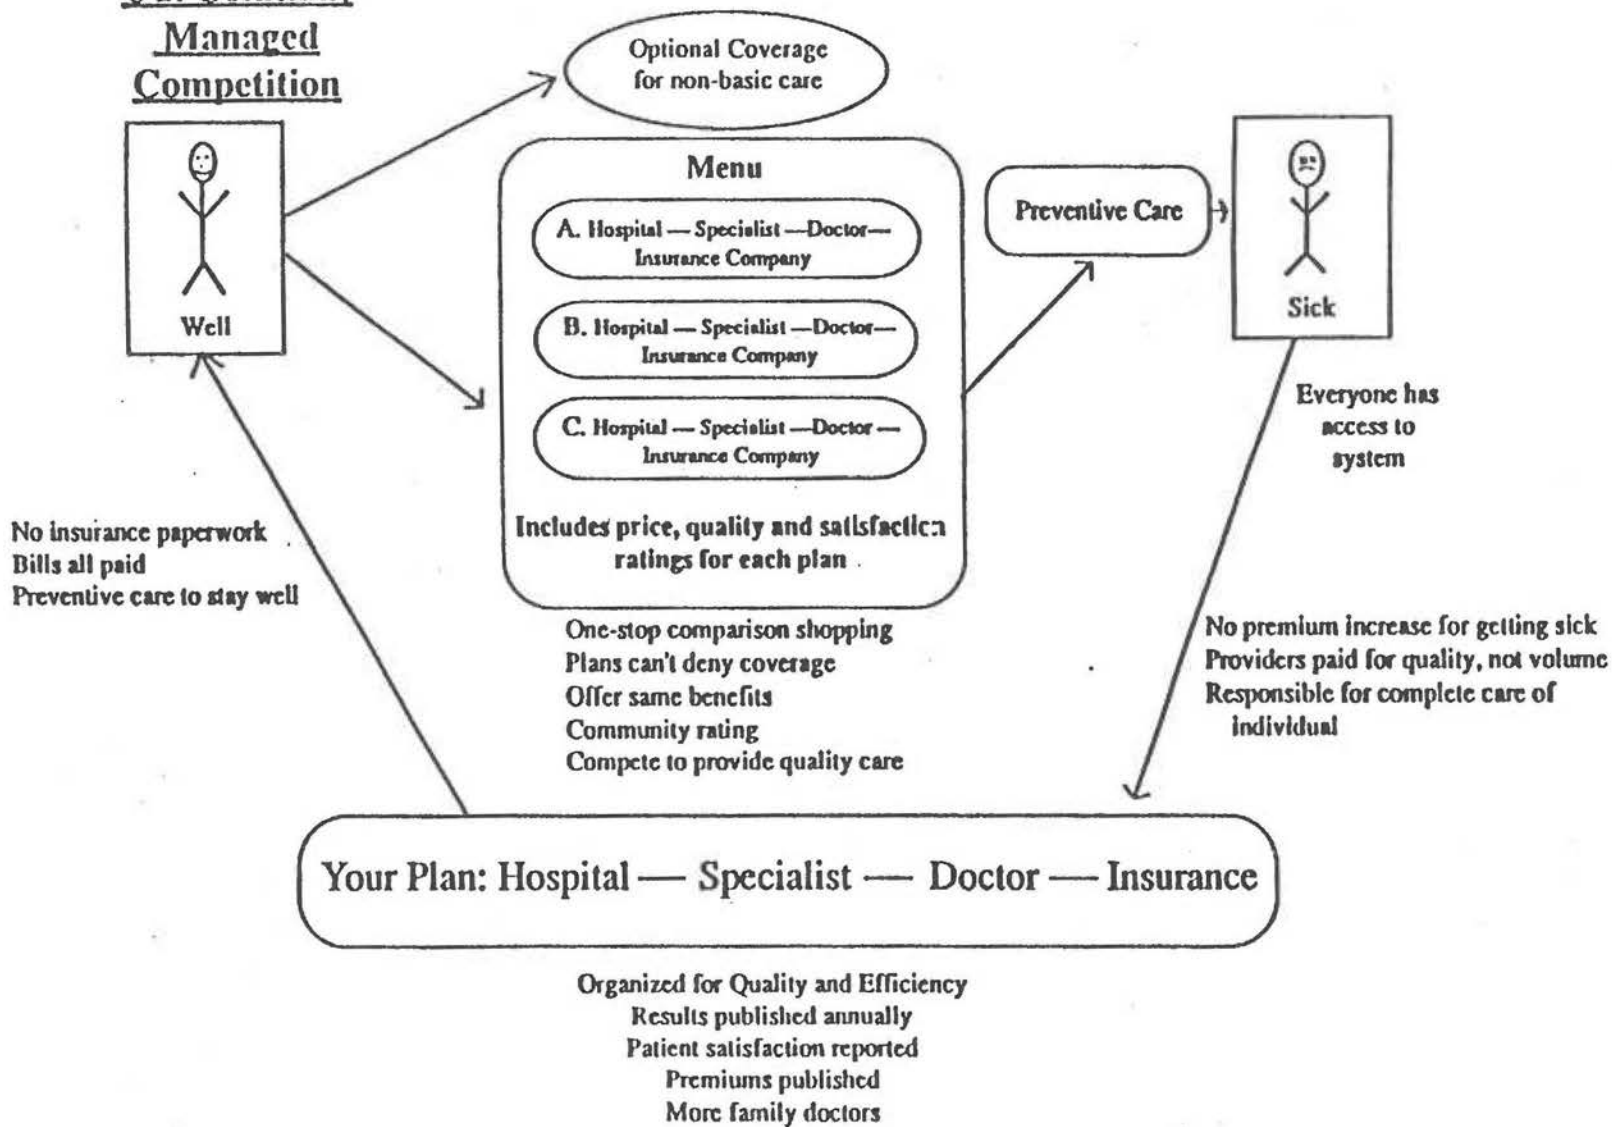 Managed
Competition
Optional Coverage
for non-basic care
Well
Menu
A. Hospital — Specialist —Doctor—
Insurance Company
B. Hospital — Specialist —Doctor—
Insurance Company
C. Hospital — Specialist —Doctor —
Insurance Company
Includes price, quality and satisfaction
ratings for each plan
Preventive Care
Sick
Everyone has
access to
system
No insurance paperwork
Bills all paid
Preventive care to stay well
One-stop comparison shopping
Plans can't deny coverage
Offer same benefits
Community rating
Compete to provide quality care
No premium increase for getting sick
Providers paid for quality, not volume
Responsible for complete care of
individual
Your Plan: Hospital — Specialist — Doctor — Insurance
Organized for Quality and Efficiency
Results published annually
Patient satisfaction reported
Premiums published
More family doctors